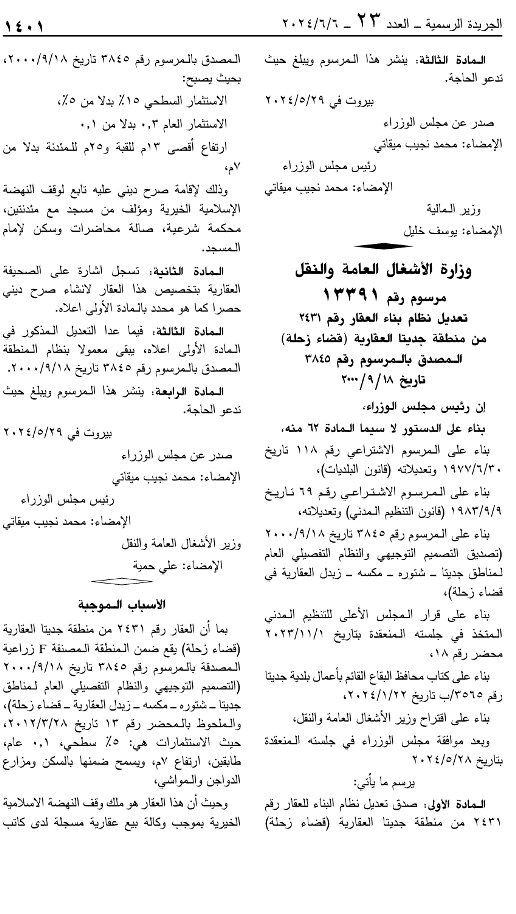 الجريدة الرسمية ــ العدد ٢٣ ــ ٢٠٢٤/٦/٦
١٤٠١
المادة الثالثة: ينشر هذا المرسوم ويبلغ حيث
تدعو الحاجة.
بيروت في ٢٠٢٤/٥/٢٩
صدر عن مجلس الوزراء
الإمضاء: محمد نجيب ميقاتي
رئيس مجلس الوزراء
الإمضاء: محمد نجيب ميقاتي
وزير المالية
الإمضاء: يوسف خليل
وزارة الأشغال العامة والنقل
مرسوم رقم ١٣٣٩١
تعديل نظام بناء العقار رقم ٢٤٣١
من منطقة جديتا العقارية (قضاء زحلة)
المصدق بالمرسوم رقم ٣٨٤٥
تاريخ ٢٠٠٠/٩/١٨
إن رئيس مجلس الوزراء،
بناء على الدستور لا سيما المادة ٦٢ منه،
بناء على المرسوم الاشتراعي رقم ١١٨ تاريخ
١٩٧٧/٦/٣٠ وتعديلاته (قانون البلديات)،
بناء على المرسوم الاشتراعي رقم ٦٩ تاريخ
١٩٨٣/٩/٩ (قانون التنظيم المدني) وتعديلاته،
بناء على المرسوم رقم ٣٨٤٥ تاريخ ٢٠٠٠/٩/١٨
(تصديق التصميم التوجيهي والنظام التفصيلي العام
لمناطق جديتا ــ شتوره ــ مكسه ــ زبدل العقارية في
قضاء زحلة)،
بناء على قرار المجلس الأعلى للتنظيم المدني
المتخذ في جلسته المنعقدة بتاريخ ٢٠٢٣/١١/١
محضر رقم ١٨،
بناء على كتاب محافظ البقاع القائم بأعمال بلدية جديتا
رقم ٣٥٦٥/ب تاريخ ٢٠٢٤/١/٢٢،
بناء على اقتراح وزير الأشغال العامة والنقل،
وبعد موافقة مجلس الوزراء في جلسته المنعقدة
بتاريخ ٢٠٢٤/٥/٢٨
يرسم ما يأتي:
المادة الأولى: صدق تعديل نظام البناء للعقار رقم
٢٤٣١ من منطقة جديتا العقارية (قضاء زحلة)
المصدق بالمرسوم رقم ٣٨٤٥ تاريخ ٢٠٠٠/٩/١٨،
بحيث يصبح:
الاستثمار السطحي ١٥٪ بدلا من ٥٪،
الاستثمار العام ٠,٣ بدلا من ٠,١
ارتفاع أقصى ١٣م للقبة و٢٥م للمئذنة بدلا من
٧م،
وذلك لإقامة صرح ديني عليه تابع لوقف النهضة
الإسلامية الخيرية ومؤلف من مسجد مع مئذنتين،
محكمة شرعية، صالة محاضرات وسكن لإمام
المسجد.
المادة الثانية: تسجل اشارة على الصحيفة
العقارية بتخصيص هذا العقار لانشاء صرح ديني
حصرا كما هو محدد بالمادة الأولى اعلاه.
المادة الثالثة: فيما عدا التعديل المذكور في
المادة الأولى اعلاه، يبقى معمولا بنظام المنطقة
المصدق بالمرسوم رقم ٣٨٤٥ تاريخ ٢٠٠٠/٩/١٨.
المادة الرابعة: ينشر هذا المرسوم ويبلغ حيث
تدعو الحاجة.
بيروت في ٢٠٢٤/٥/٢٩
صدر عن مجلس الوزراء
الإمضاء: محمد نجيب ميقاتي
رئيس مجلس الوزراء
الإمضاء: محمد نجيب ميقاتي
وزير الأشغال العامة والنقل
الإمضاء: علي حمية
الأسباب الموجبة
بما أن العقار رقم ٢٤٣١ من منطقة جديتا العقارية
(قضاء زحلة) يقع ضمن المنطقة المصنفة F زراعية
المصدقة بالمرسوم رقم ٣٨٤٥ تاريخ ٢٠٠٠/٩/١٨
(التصميم التوجيهي والنظام التفصيلي العام لمناطق
جديتا ــ شتوره ــ مكسه ــ زبدل العقارية ــ قضاء زحلة)،
والملحوظ بالمحضر رقم ١٣ تاريخ ٢٠١٢/٣/٢٨،
حيث الاستثمارات هي: ٥٪ سطحي، ٠,١ عام،
طابقين، ارتفاع ٧م، ويسمح ضمنها بالسكن ومزارع
الدواجن والمواشي،
وحيث أن هذا العقار هو ملك وقف النهضة الاسلامية
الخيرية بموجب وكالة بيع عقارية مسجلة لدى كاتب